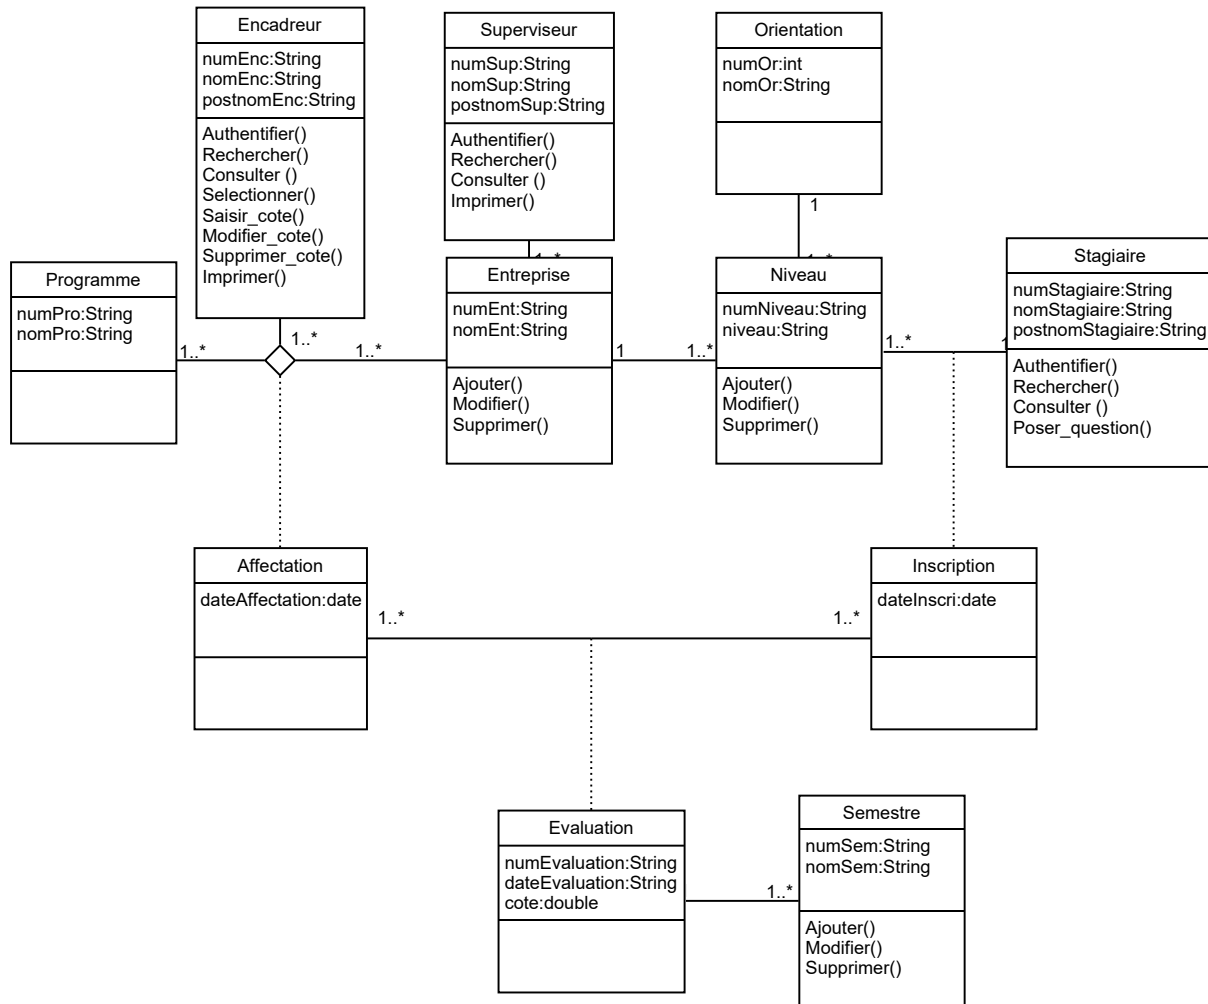 Encadreur
numEnc:String
nomEnc:String
postnomEnc:String
Authentifier()
Rechercher()
Consulter ()
Selectionner()
Saisir_cote()
Modifier_cote()
Supprimer_cote()
Imprimer()
Superviseur
numSup:String
nomSup:String
postnomSup:String
Authentifier()
Rechercher()
Consulter ()
Imprimer()
Orientation
numOr:int
nomOr:String
1
1..*
1..*
Programme
numPro:String
nomPro:String
1..*
1..*
1..*
Entreprise
numEnt:String
nomEnt:String
Ajouter()
Modifier()
Supprimer()
1
1..*
Niveau
numNiveau:String
niveau:String
Ajouter()
Modifier()
Supprimer()
1..*
1
Stagiaire
numStagiaire:String
nomStagiaire:String
postnomStagiaire:String
Authentifier()
Rechercher()
Consulter ()
Poser_question()
Affectation
dateAffectation:date
1..*
1..*
Inscription
dateInscri:date
Evaluation
numEvaluation:String
dateEvaluation:String
cote:double
1..*
Semestre
numSem:String
nomSem:String
Ajouter()
Modifier()
Supprimer()